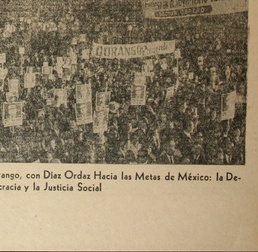 DURANGO
ango, con Díaz Ordaz Hacia las Metas de México: la De-
cracia y la Justicia Social